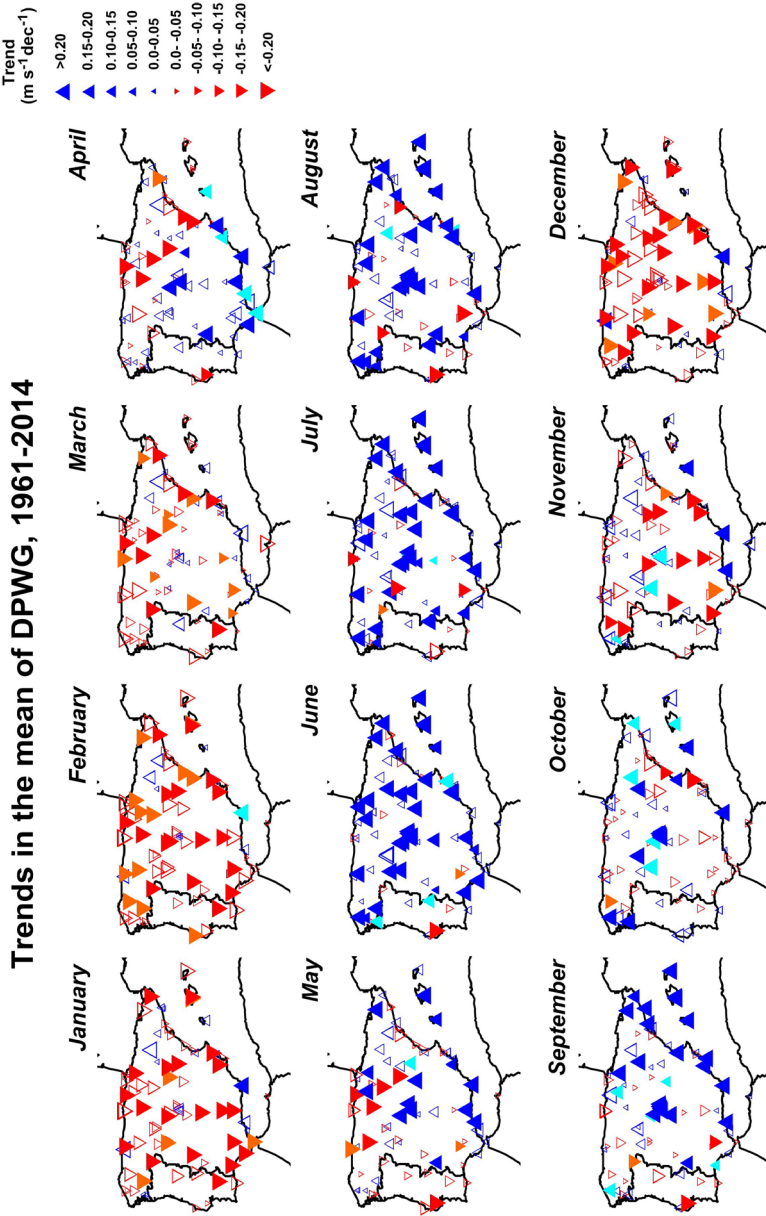 Trends in the mean of DPWG, 1961-2014
January
February
March
April
May
June
July
August
September
October
November
December
Trend
(m s⁻¹ dec⁻¹)
>0.20
0.15-0.20
0.10-0.15
0.05-0.10
0.0-0.05
0.0- -0.05
-0.05- -0.10
-0.10- -0.15
-0.15- -0.20
<-0.20